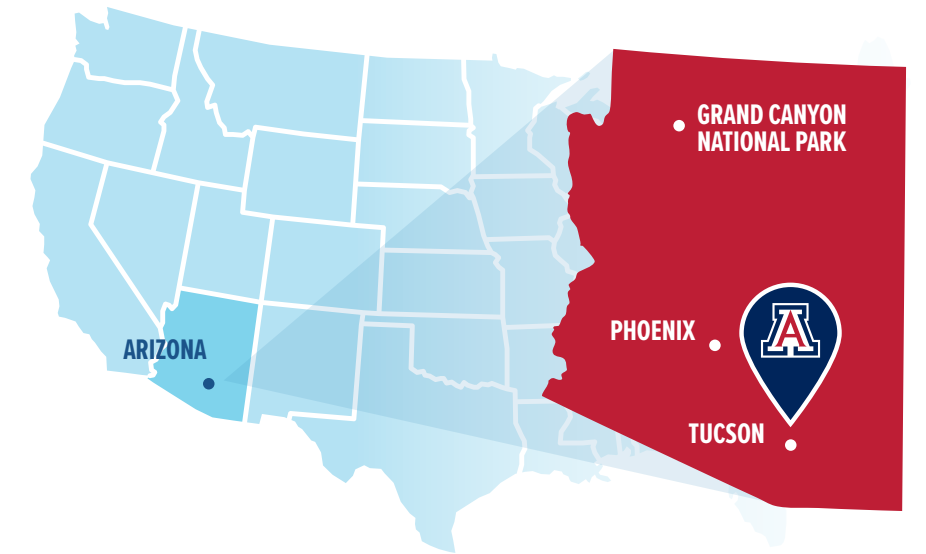 GRAND CANYON
NATIONAL PARK
PHOENIX
A
ARIZONA
TUCSON